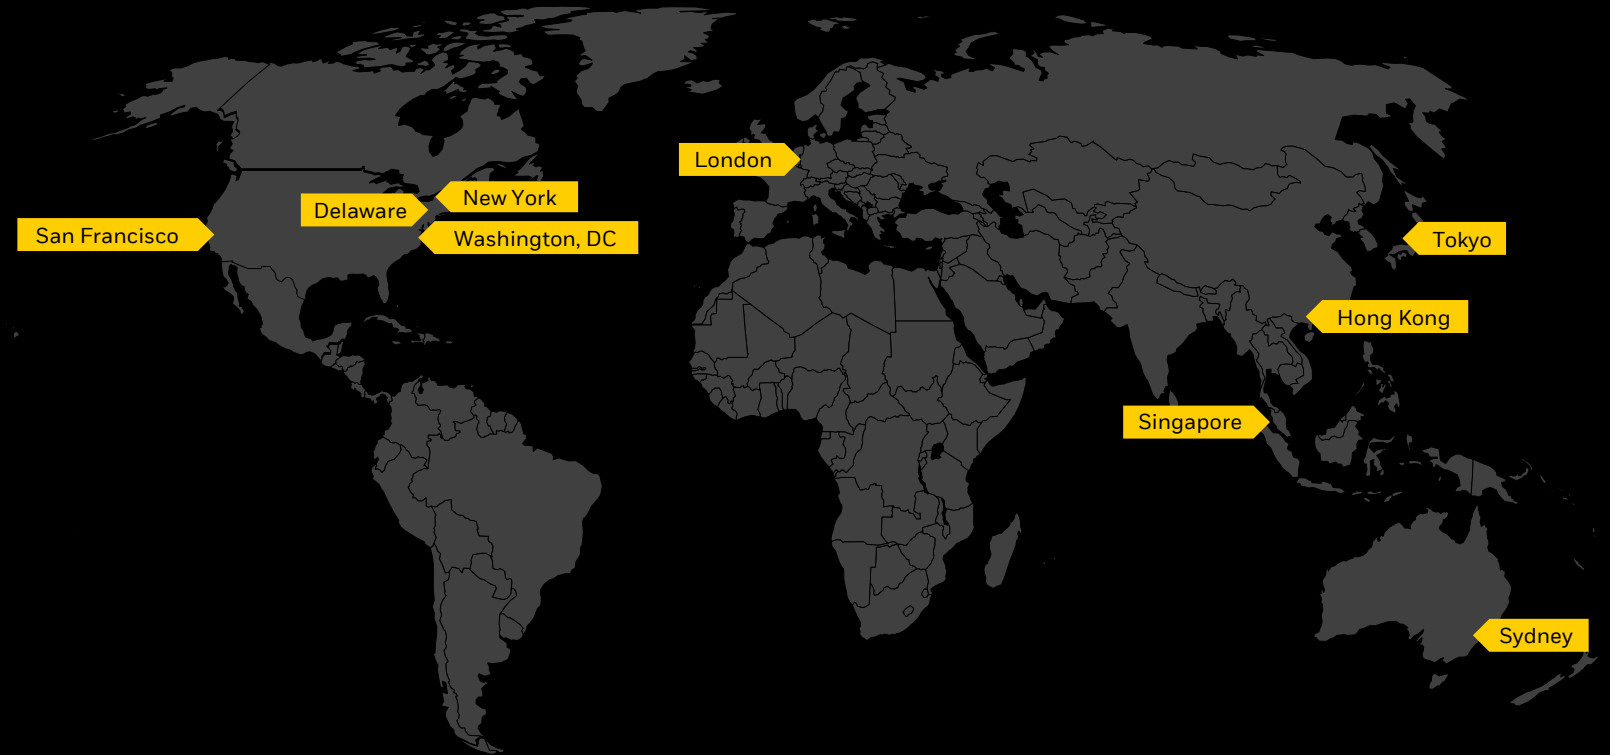 London
New York
Delaware
San Francisco
Washington, DC
Tokyo
Hong Kong
Singapore
Sydney